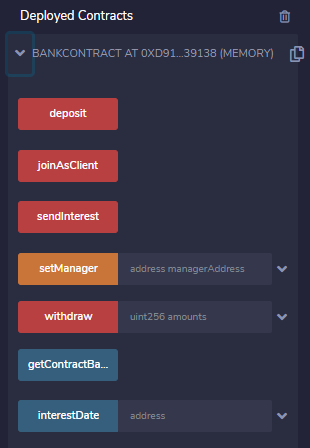 Deployed Contracts
BANKCONTRACT AT 0XD91...39138 (MEMORY)
deposit
joinAsClient
sendInterest
setManager address managerAddress
withdraw uint256 amounts
getContractBa...
interestDate address